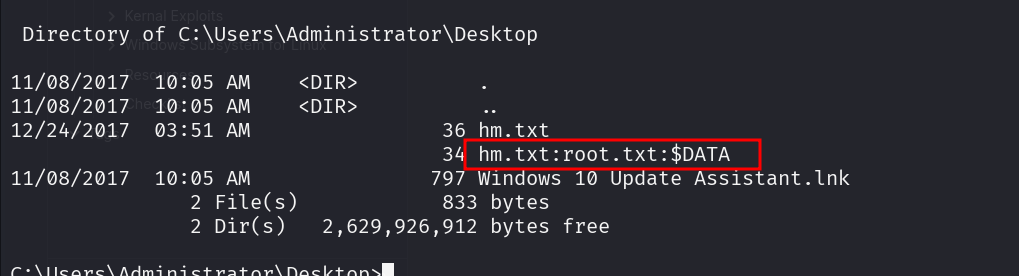 Kernal Exploits
Directory of C:\Users\Administrator\Desktop
Windows Subsystem for Linux
11/08/2017  10:05 AM    <DIR>          .
11/08/2017  10:05 AM    <DIR>          ..
12/24/2017  03:51 AM                36 hm.txt
                                    34 hm.txt:root.txt:$DATA
11/08/2017  10:05 AM               797 Windows 10 Update Assistant.lnk
               2 File(s)            833 bytes
               2 Dir(s)   2,629,926,912 bytes free
C:\Users\Administrator\Desktop>